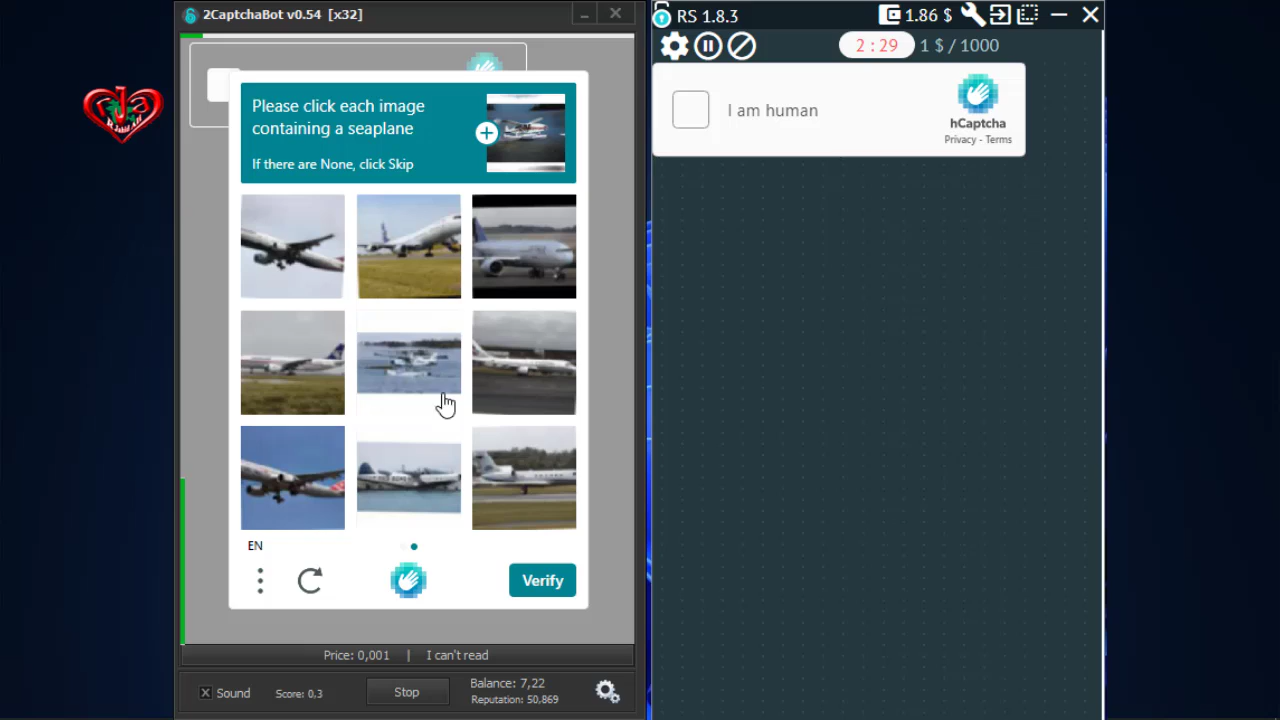 2CaptchaBot v0.54 [x32]
Please click each image
containing a seaplane
If there are None, click Skip
EN
Verify
Price: 0,001 | I can't read
Sound
Score: 0,3
Stop
Balance: 7,22
Reputation: 50,869
RS 1.8.3
1.86 $
2 : 29
1 $ / 1000
I am human
hCaptcha
Privacy - Terms